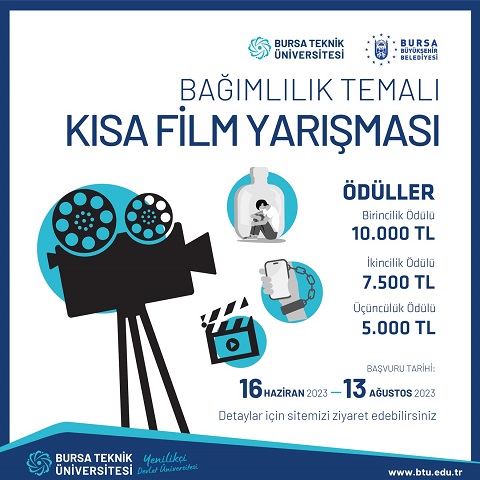 BURSA TEKNİK
ÜNİVERSİTESİ
BURSA
BÜYÜKŞEHİR
BELEDİYESİ
BAĞIMLILIK TEMALI
KISA FİLM YARIŞMASI
ÖDÜLLER
Birincilik Ödülü
10.000 TL
İkincilik Ödülü
7.500 TL
Üçüncülük Ödülü
5.000 TL
BAŞVURU TARİHİ:
16 HAZİRAN 2023 — 13 AĞUSTOS 2023
Detaylar için sitemizi ziyaret edebilirsiniz
BURSA TEKNİK
ÜNİVERSİTESİ
Yenilikçi
Devlet Üniversitesi
www.btu.edu.tr